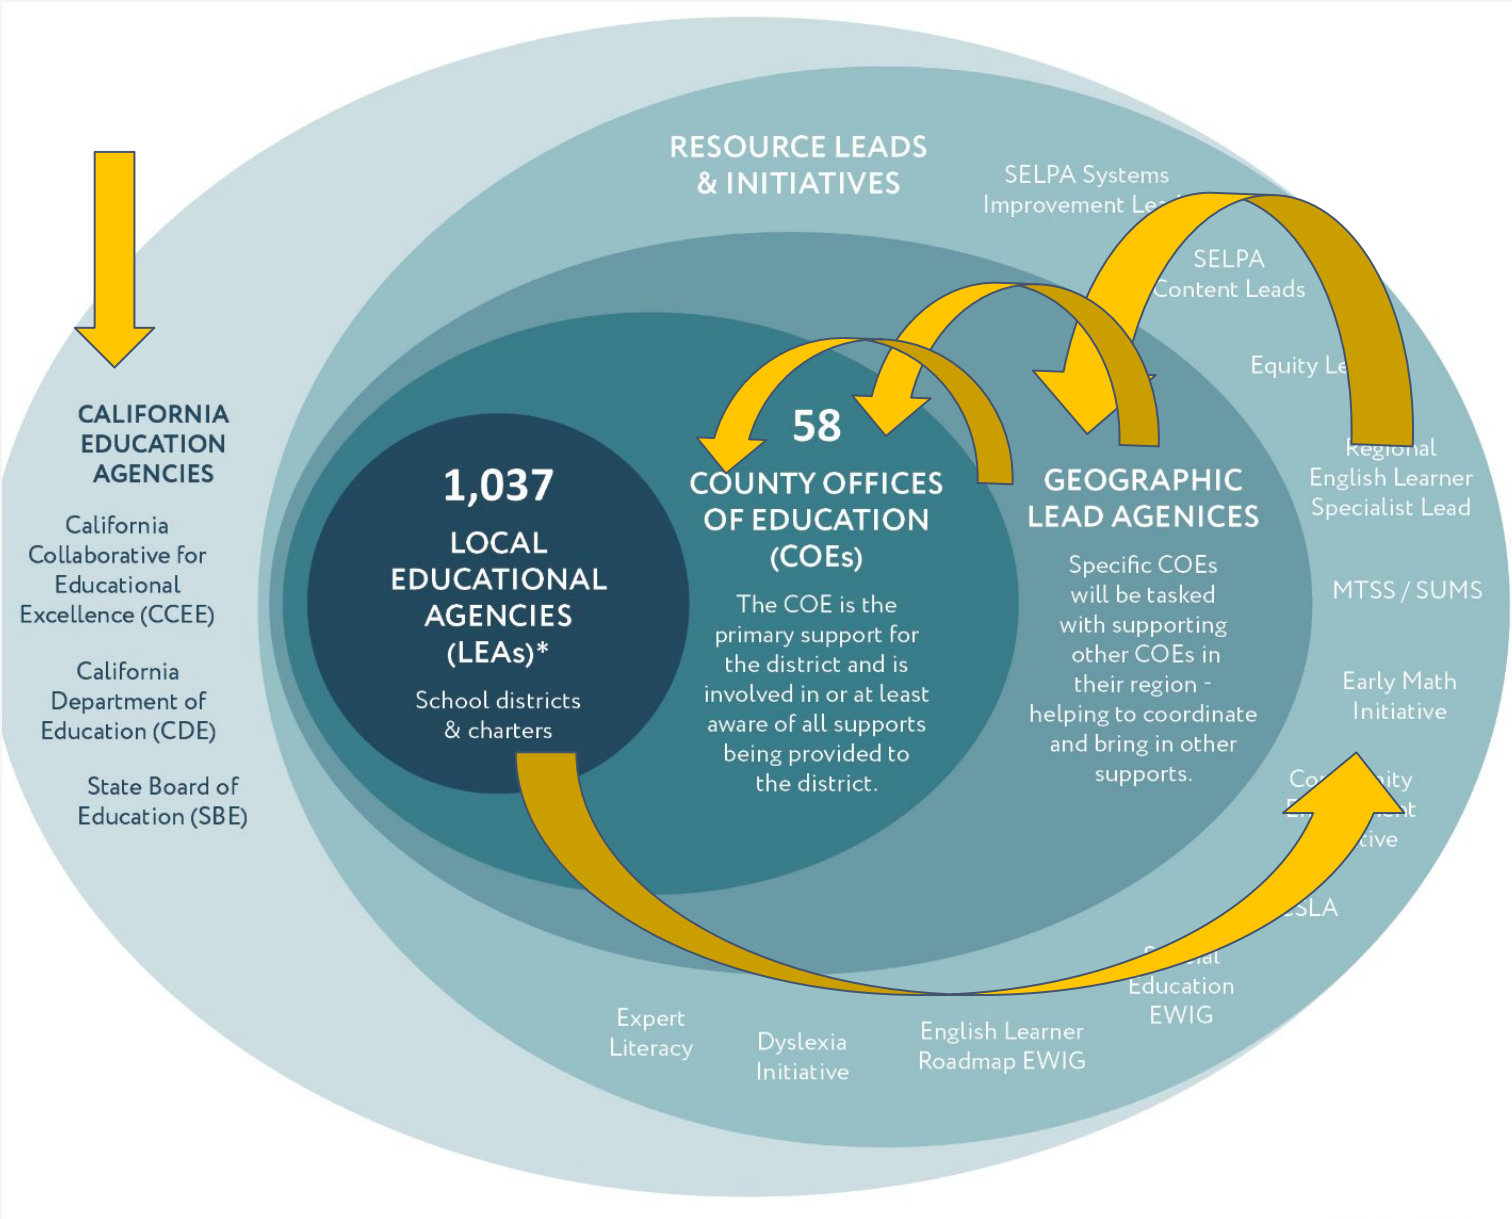 RESOURCE LEADS
& INITIATIVES
SELPA Systems
Improvement
SELPA
Content Leads
Equity
Regional
English Learner
Specialist Lead
MTSS / SUMS
Early Math
Initiative
Special
Education
EWIG
English Learner
Roadmap EWIG
Dyslexia
Initiative
Expert
Literacy
CALIFORNIA
EDUCATION
AGENCIES
California
Collaborative for
Educational
Excellence (CCEE)
California
Department of
Education (CDE)
State Board of
Education (SBE)
1,037
LOCAL
EDUCATIONAL
AGENCIES
(LEAs)*
School districts
& charters
58
COUNTY OFFICES
OF EDUCATION
(COEs)
The COE is the
primary support for
the district and is
involved in or at least
aware of all supports
being provided to
the district.
GEOGRAPHIC
LEAD AGENICES
Specific COEs
will be tasked
with supporting
other COEs in
their region -
helping to coordinate
and bring in other
supports.